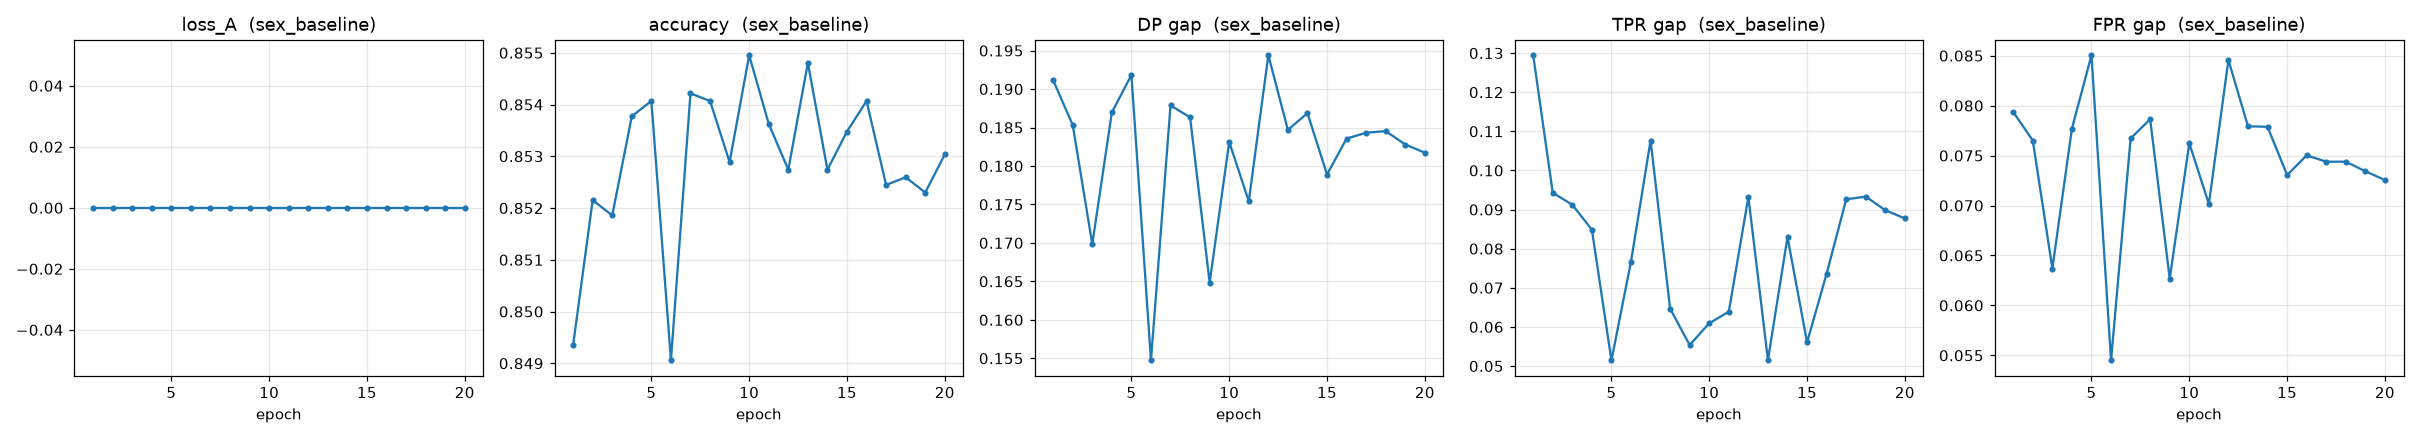 loss_A (sex_baseline)
0.04
0.02
0.00
−0.02
−0.04
5 10 15 20
epoch
accuracy (sex_baseline)
0.855
0.854
0.853
0.852
0.851
0.850
0.849
5 10 15 20
epoch
DP gap (sex_baseline)
0.195
0.190
0.185
0.180
0.175
0.170
0.165
0.160
0.155
5 10 15 20
epoch
TPR gap (sex_baseline)
0.13
0.12
0.11
0.10
0.09
0.08
0.07
0.06
0.05
5 10 15 20
epoch
FPR gap (sex_baseline)
0.085
0.080
0.075
0.070
0.065
0.060
0.055
5 10 15 20
epoch